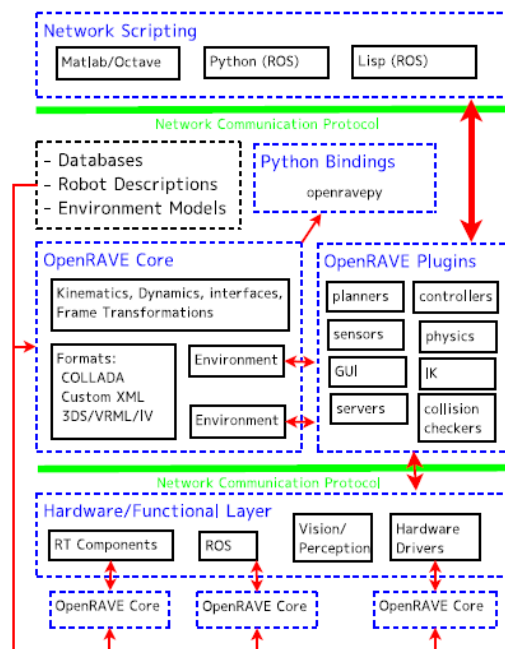 Network Scripting
Matlab/Octave
Python (ROS)
Lisp (ROS)
Network Communication Protocol
- Databases
- Robot Descriptions
- Environment Models
Python Bindings
openravepy
OpenRAVE Core
Kinematics, Dynamics, interfaces,
Frame Transformations
Formats:
COLLADA
Custom XML
3DS/VRML/IV
Environment
Environment
OpenRAVE Plugins
planners
controllers
sensors
physics
GUI
IK
servers
collision
checkers
Network Communication Protocol
Hardware/Functional Layer
RT Components
ROS
Vision/
Perception
Hardware
Drivers
OpenRAVE Core
OpenRAVE Core
OpenRAVE Core